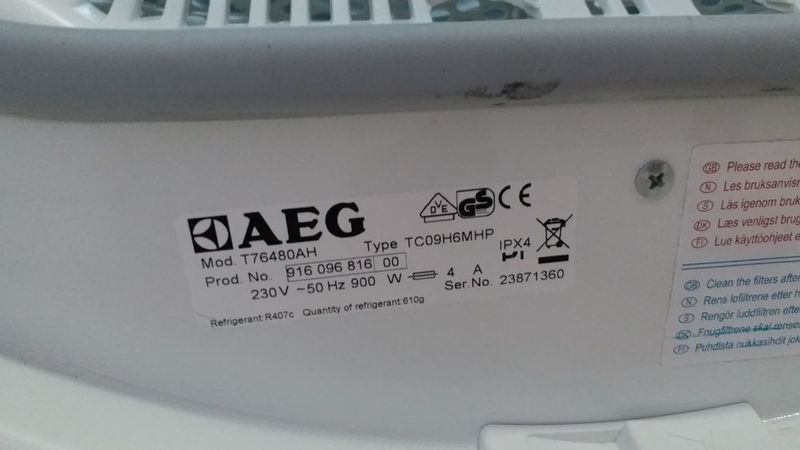 AEG
Mod. T76480AH
Type TC09H6MHP
Prod. No. 916 096 816 00
230V ~50 Hz 900 W 4 A
Ser.No. 23871360
IPX4
Refrigerant:R407c Quantity of refrigerant:610g
DVE
GS
CE
GB Please read the
N Les bruksanvisn
S Läs igenom bruk
DK Læs venligst brug
FI Lue käyttöohjeet e
GB Clean the filters after
N Rens lofiltrene etter h
S Rengör luddfiltren efte
DK Fnugfiltrene skal rense
FI Puhdista nukkasihdit jok